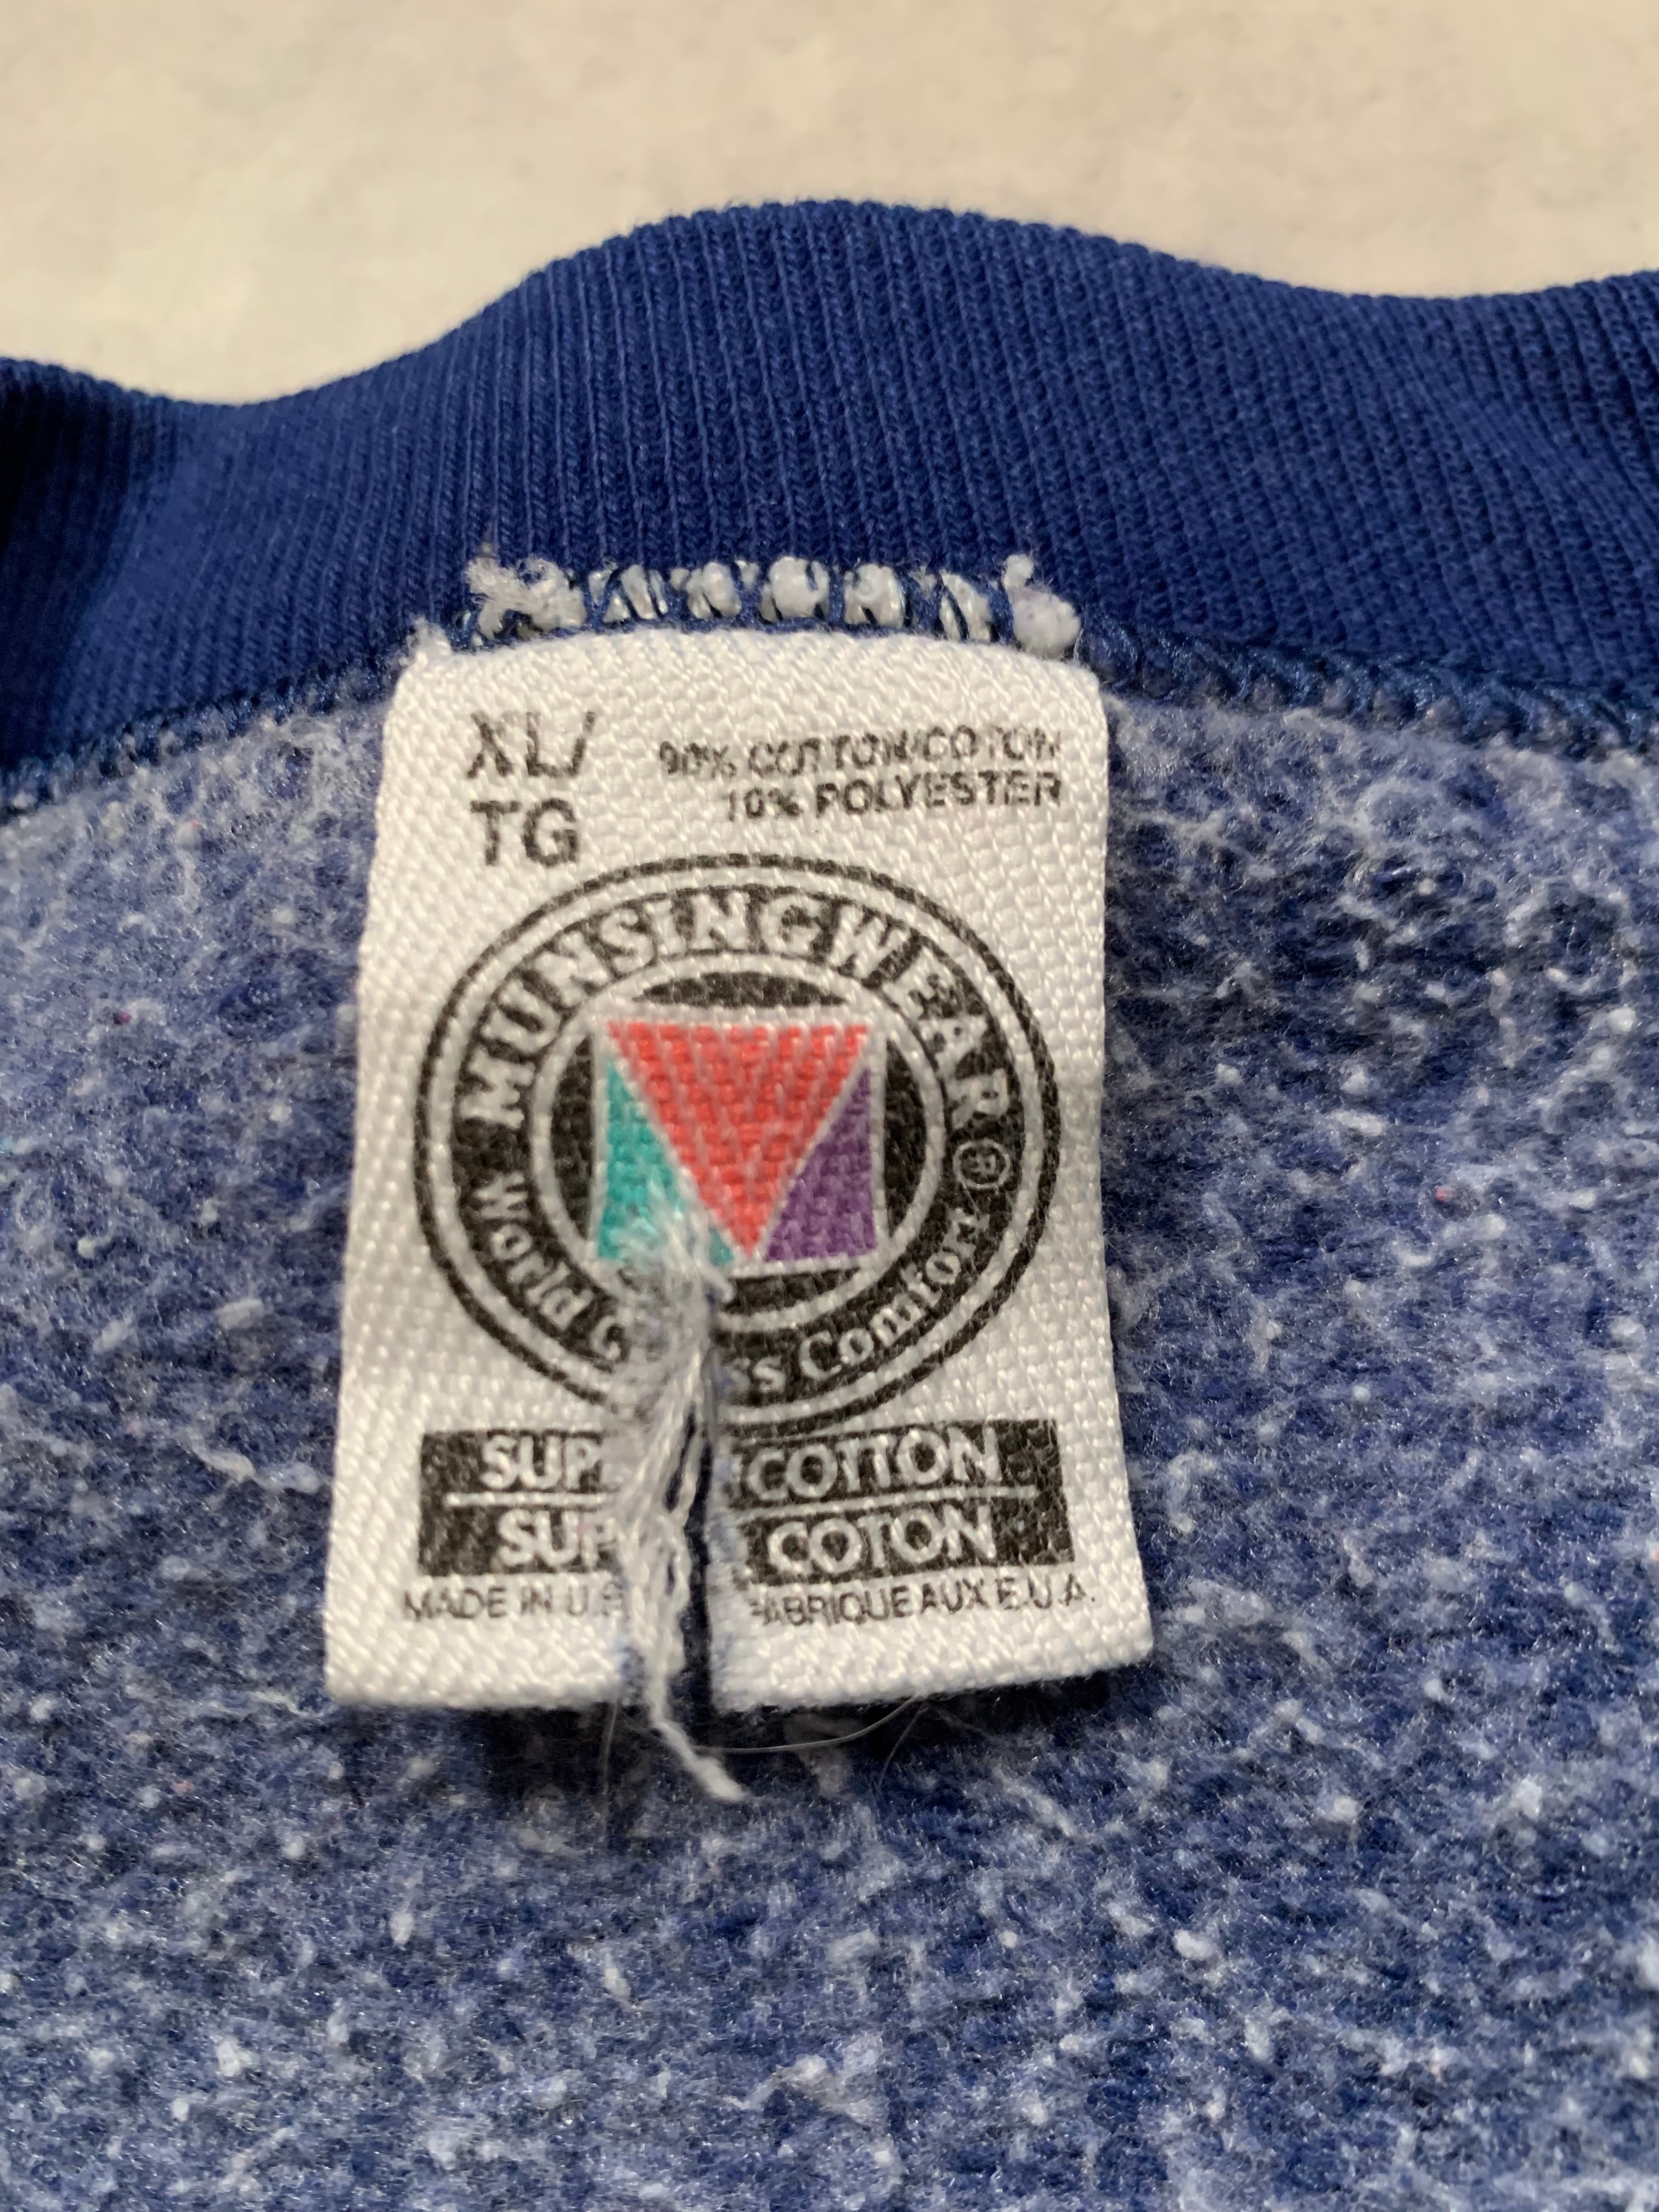 XL/
TG
90% COTTON/COTON
10% POLYESTER
MUNSINGWEAR®
World Comfort
COTTON
COTON
MADE IN
FABRIQUE AUX E.U.A.